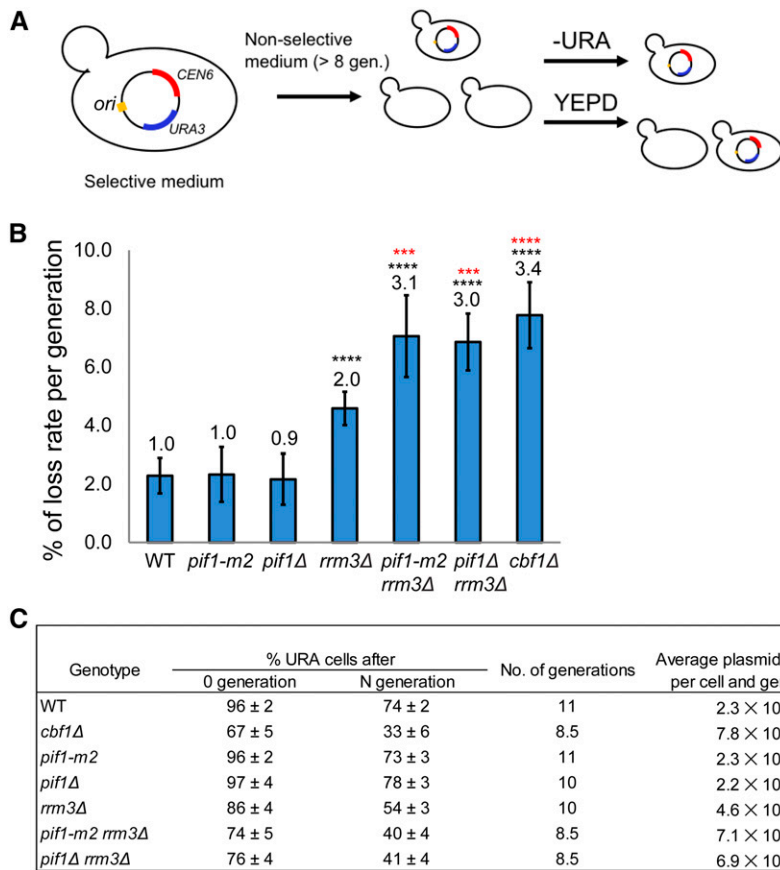 A
Non-selective
medium (> 8 gen.)
-URA
YEPD
CEN6
ori
URA3
Selective medium
B
% of loss rate per generation
10.0
8.0
6.0
4.0
2.0
0.0
1.0
1.0
0.9
****
2.0
***
****
3.1
***
****
3.0
****
****
3.4
WT
pif1-m2
pif1Δ
rrm3Δ
pif1-m2
rrm3Δ
pif1Δ
rrm3Δ
cbf1Δ
C
Genotype
% URA cells after
0 generation N generation
No. of generations
Average plasmid
per cell and ge
WT 96 ± 2 74 ± 2 11 2.3 × 10
cbf1Δ 67 ± 5 33 ± 6 8.5 7.8 × 10
pif1-m2 96 ± 2 73 ± 3 11 2.3 × 10
pif1Δ 97 ± 4 78 ± 3 10 2.2 × 10
rrm3Δ 86 ± 4 54 ± 3 10 4.6 × 10
pif1-m2 rrm3Δ 74 ± 5 40 ± 4 8.5 7.1 × 10
pif1Δ rrm3Δ 76 ± 4 41 ± 4 8.5 6.9 × 10